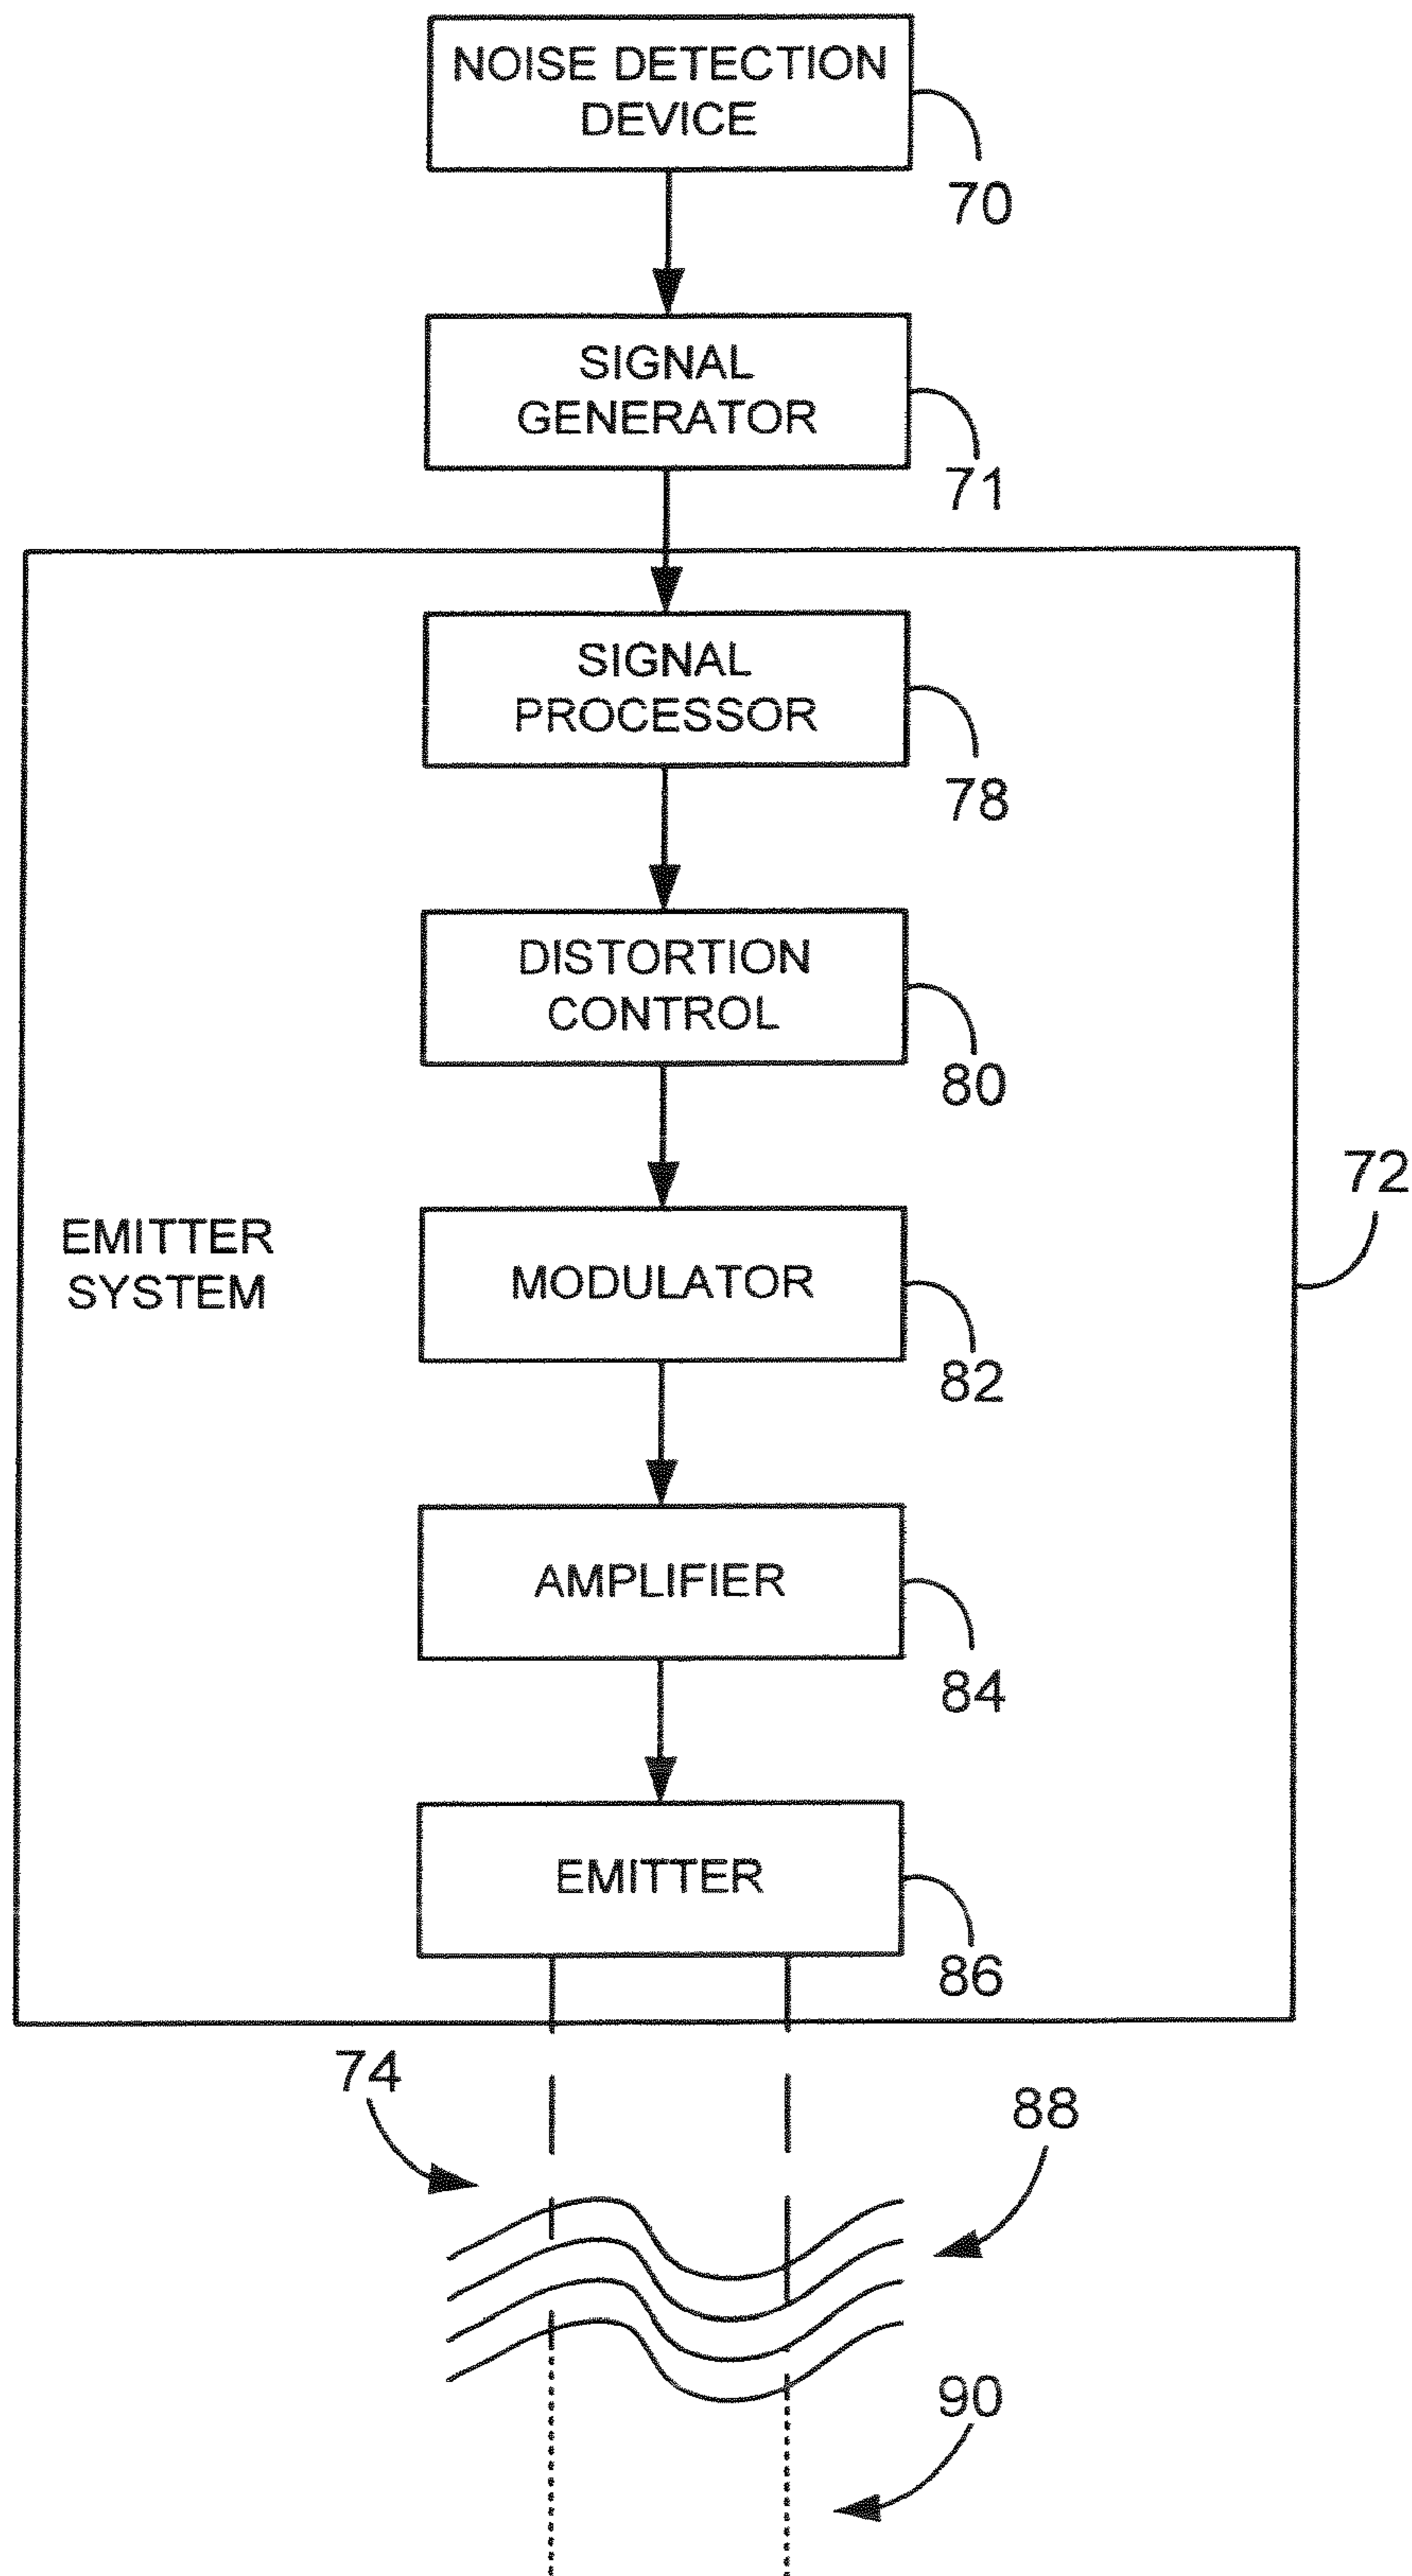 NOISE DETECTION
DEVICE
70
SIGNAL
GENERATOR
71
SIGNAL
PROCESSOR
78
DISTORTION
CONTROL
80
72
EMITTER
SYSTEM
MODULATOR
82
AMPLIFIER
84
EMITTER
86
74
88
90